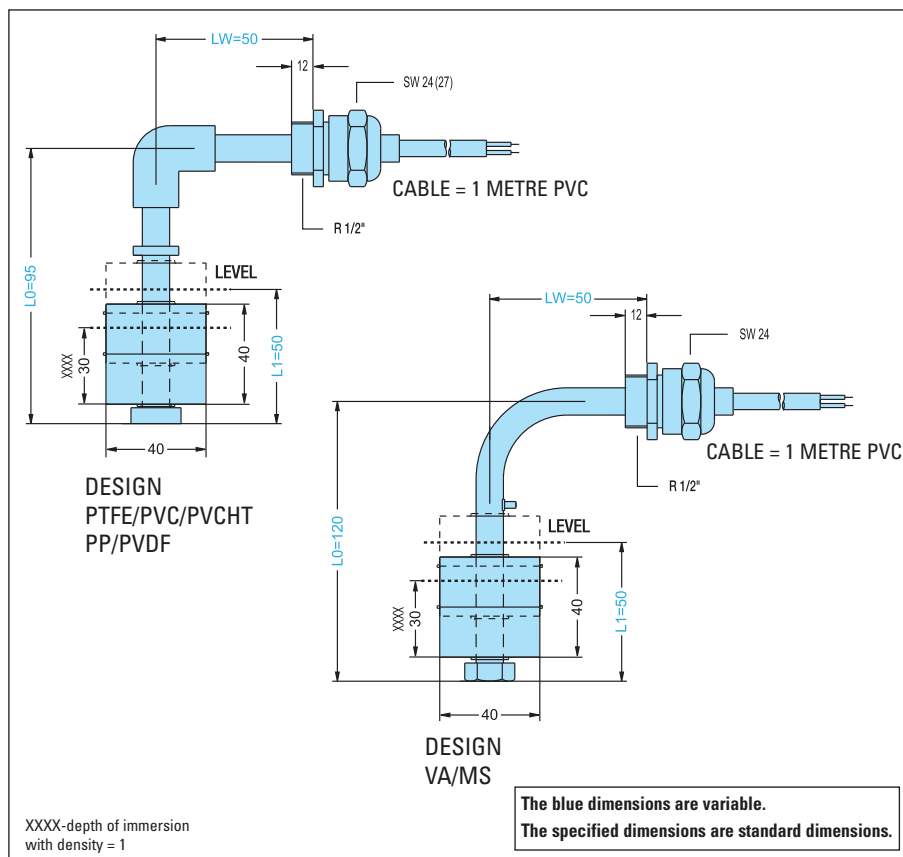 LW=50
12
SW 24 (27)
CABLE = 1 METRE PVC
R 1/2"
L0=95
LEVEL
XXXX
30
40
L1=50
40
DESIGN
PTFE/PVC/PVCHT
PP/PVDF
LW=50
12
SW 24
CABLE = 1 METRE PVC
R 1/2"
L0=120
LEVEL
XXXX
30
40
L1=50
40
DESIGN
VA/MS
XXXX-depth of immersion
with density = 1
The blue dimensions are variable.
The specified dimensions are standard dimensions.